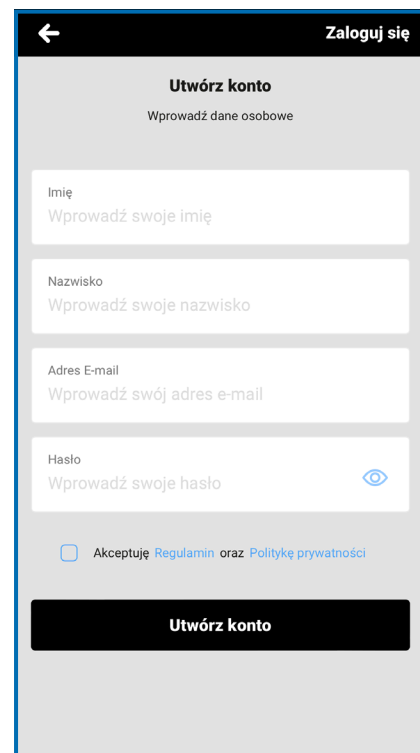 Zaloguj się
Utwórz konto
Wprowadź dane osobowe
Imię
Wprowadź swoje imię
Nazwisko
Wprowadź swoje nazwisko
Adres E-mail
Wprowadź swój adres e-mail
Hasło
Wprowadź swoje hasło
Akceptuję Regulamin oraz Politykę prywatności
Utwórz konto